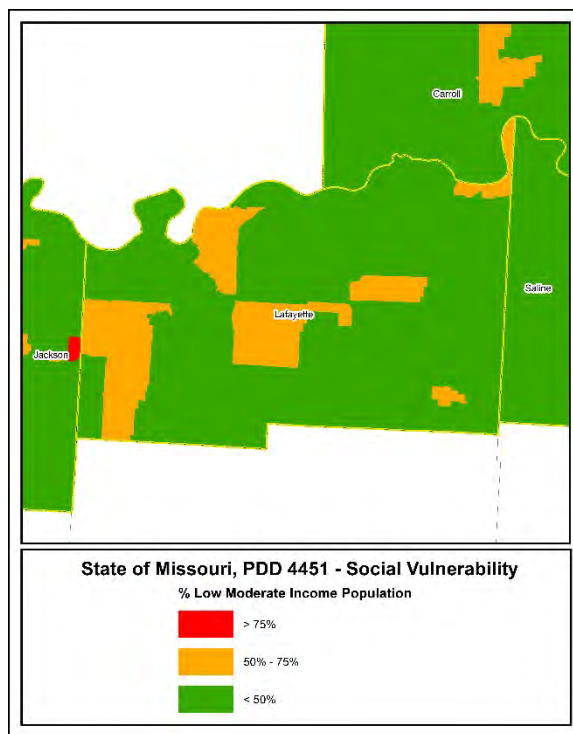 Carroll
Saline
Lafayette
Jackson
State of Missouri, PDD 4451 - Social Vulnerability
% Low Moderate Income Population
> 75%
50% - 75%
< 50%